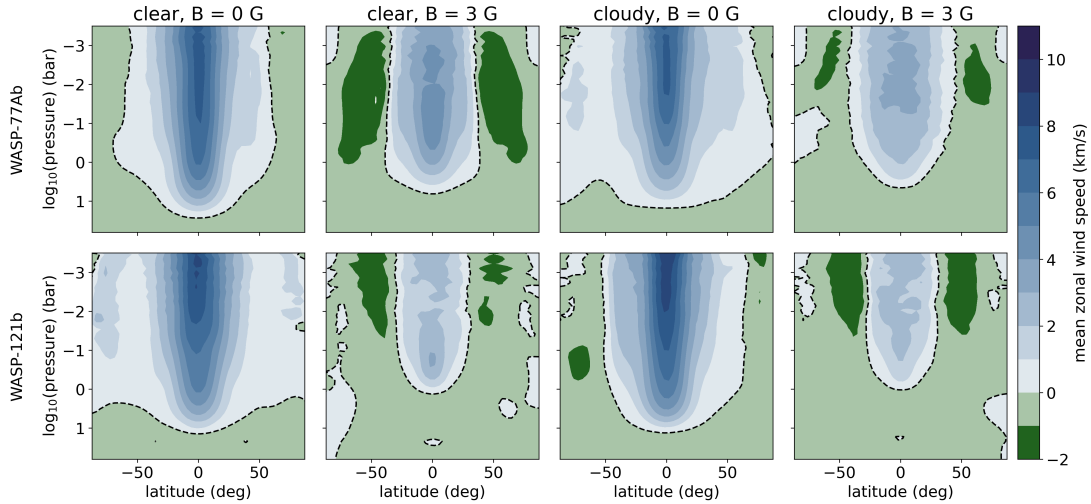 clear, B = 0 G
clear, B = 3 G
cloudy, B = 0 G
cloudy, B = 3 G
WASP-77Ab
log₁₀(pressure) (bar)
−3
−2
−1
0
1
WASP-121b
log₁₀(pressure) (bar)
−3
−2
−1
0
1
−50 0 50
latitude (deg)
−50 0 50
latitude (deg)
−50 0 50
latitude (deg)
−50 0 50
latitude (deg)
10
8
6
4
2
0
−2
mean zonal wind speed (km/s)